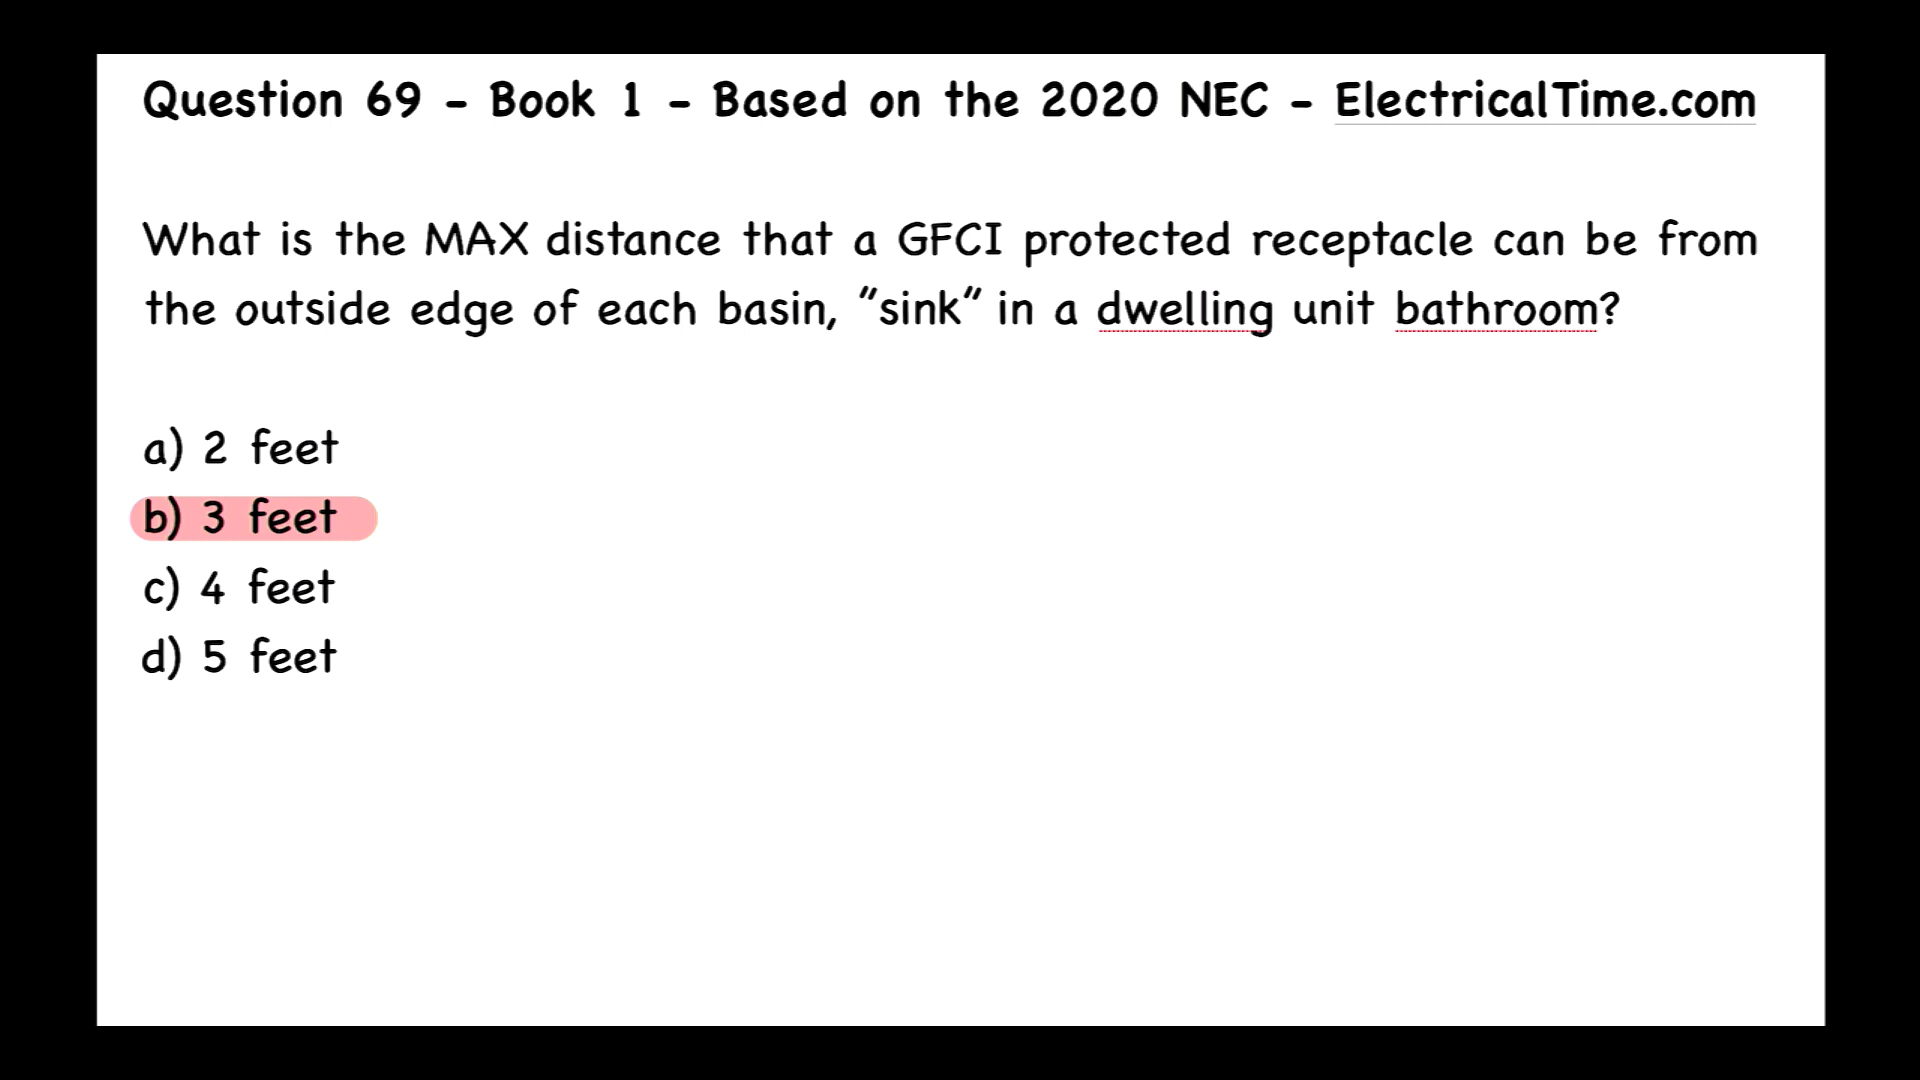 Question 69 - Book 1 - Based on the 2020 NEC - ElectricalTime.com
What is the MAX distance that a GFCI protected receptacle can be from
the outside edge of each basin, "sink" in a dwelling unit bathroom?
a) 2 feet
b) 3 feet
c) 4 feet
d) 5 feet